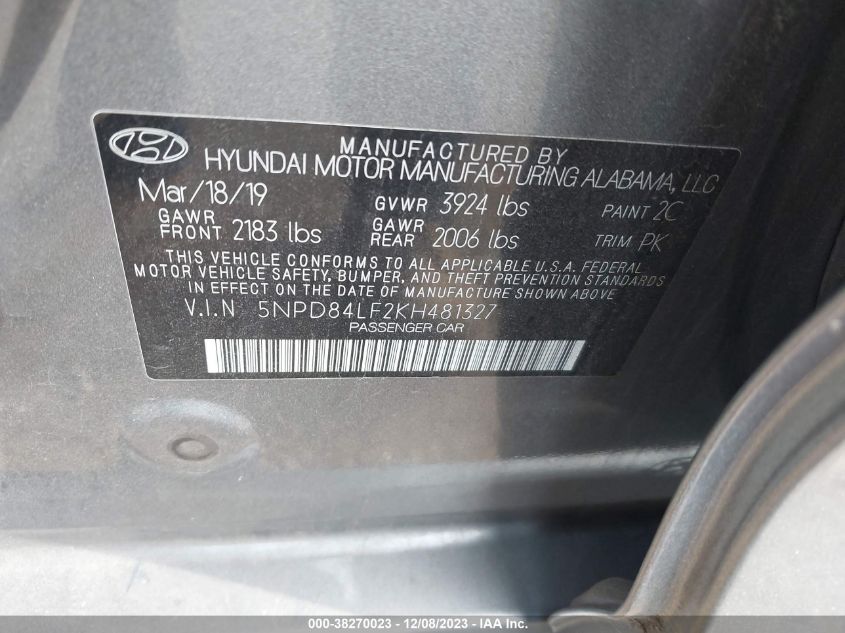 MANUFACTURED BY
HYUNDAI MOTOR MANUFACTURING ALABAMA, LLC
Mar/18/19 GVWR 3924 lbs PAINT 2C
GAWR FRONT 2183 lbs GAWR REAR 2006 lbs TRIM PK
THIS VEHICLE CONFORMS TO ALL APPLICABLE U.S.A. FEDERAL
MOTOR VEHICLE SAFETY, BUMPER, AND THEFT PREVENTION STANDARDS
IN EFFECT ON THE DATE OF MANUFACTURE SHOWN ABOVE
V.I.N 5NPD84LF2KH481327
PASSENGER CAR
000-38270023 - 12/08/2023 - IAA Inc.